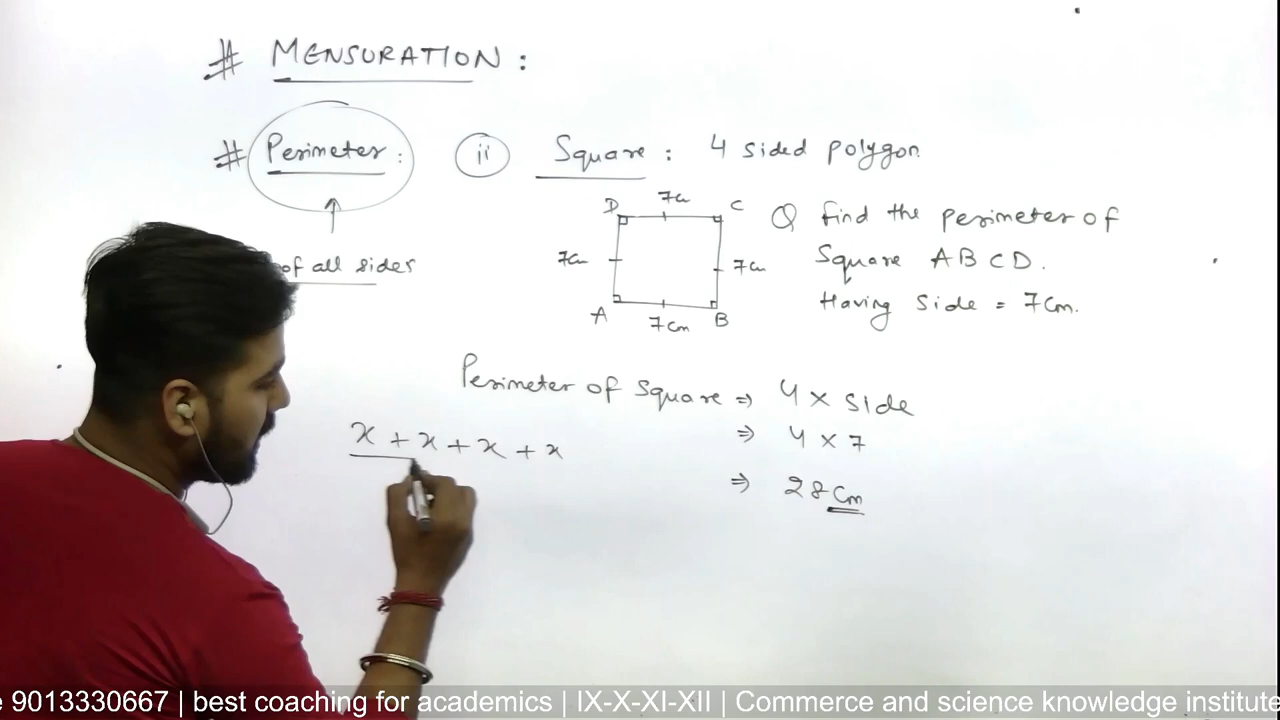 # MENSURATION :
# Perimeter : ii Square : 4 sided polygon
of all sides
D 7cm C
7cm 7cm
A 7cm B
Q find the perimeter of
Square ABCD.
Having Side = 7cm.
Perimeter of Square ⇒ 4 × side
⇒ 4 × 7
⇒ 28 cm
x + x + x + x
9013330667 | best coaching for academics | IX-X-XI-XII | Commerce and science knowledge institute